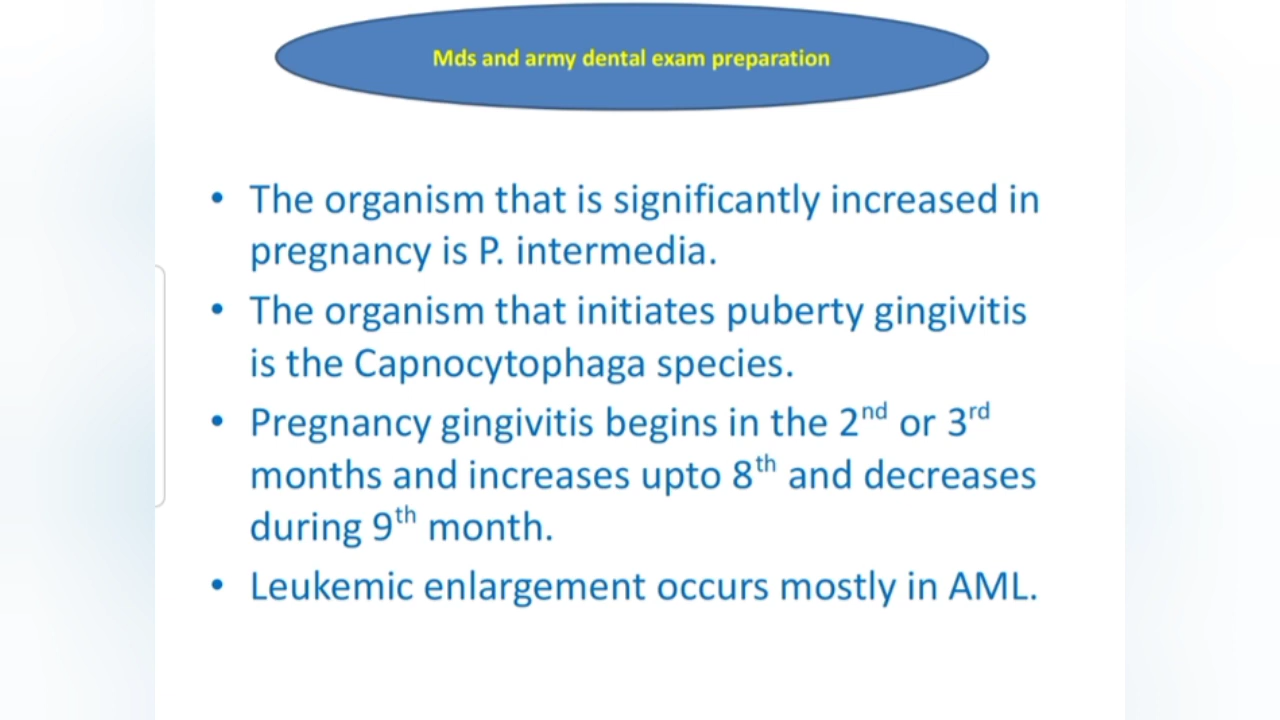 Mds and army dental exam preparation
• The organism that is significantly increased in
pregnancy is P. intermedia.
• The organism that initiates puberty gingivitis
is the Capnocytophaga species.
• Pregnancy gingivitis begins in the 2nd or 3rd
months and increases upto 8th and decreases
during 9th month.
• Leukemic enlargement occurs mostly in AML.